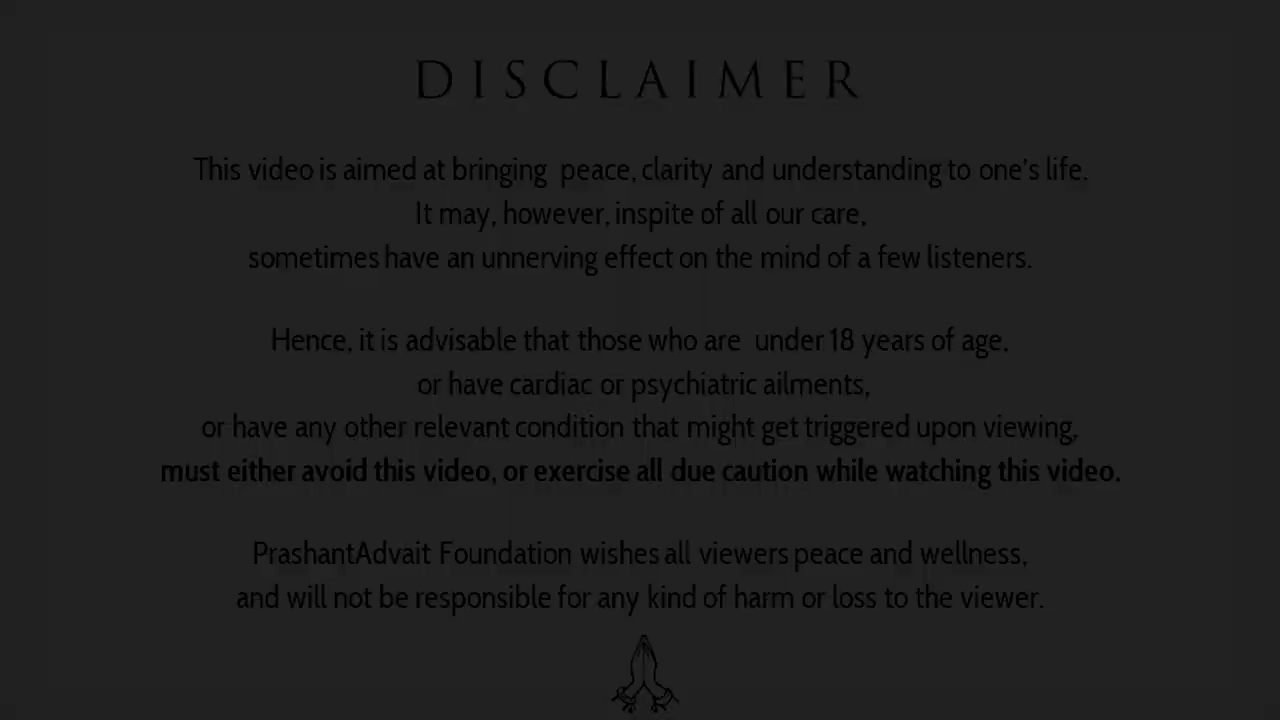 DISCLAIMER
This video is aimed at bringing peace, clarity and understanding to one's life.
It may, however, inspite of all our care,
sometimes have an unnerving effect on the mind of a few listeners.
Hence, it is advisable that those who are under 18 years of age,
or have cardiac or psychiatric ailments,
or have any other relevant condition that might get triggered upon viewing,
must either avoid this video, or exercise all due caution while watching this video.
PrashantAdvait Foundation wishes all viewers peace and wellness,
and will not be responsible for any kind of harm or loss to the viewer.